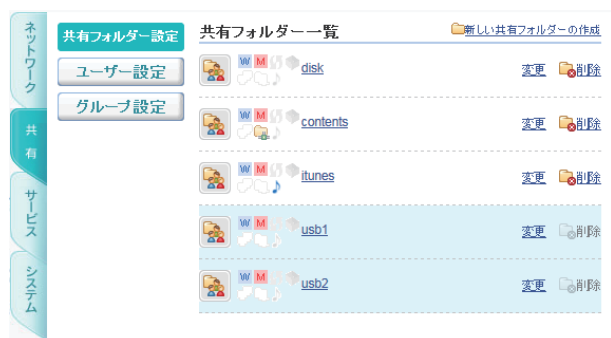 ネットワーク
共有
サービス
システム
共有フォルダー設定
ユーザー設定
グループ設定
共有フォルダー一覧
新しい共有フォルダーの作成
W M disk 変更 削除
W M contents 変更 削除
W M itunes 変更 削除
W M usb1 変更 削除
W M usb2 変更 削除